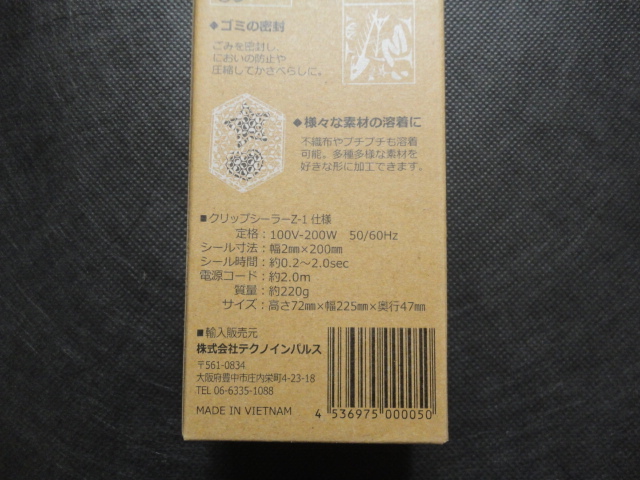 ◆ゴミの密封
ごみを密封し、
においの防止や
圧縮してかさべらしに。
◆様々な素材の溶着に
不織布やプチプチも溶着
可能。多種多様な素材を
好きな形に加工できます。
■クリップシーラーZ-1 仕様
定格：100V-200W 50/60Hz
シール寸法：幅2mm×200mm
シール時間：約0.2～2.0sec
電源コード：約2.0m
質量：約220g
サイズ：高さ72mm×幅225mm×奥行47mm
■輸入販売元
株式会社テクノインパルス
〒561-0834
大阪府豊中市庄内栄町4-23-18
TEL 06-6335-1088
MADE IN VIETNAM
4 536975 000050